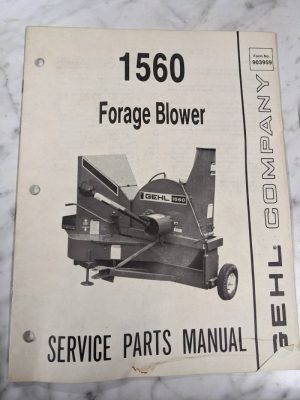 1560
Forage Blower
Form No.
903959
GEHL COMPANY
GEHL 1560
SERVICE PARTS MANUAL